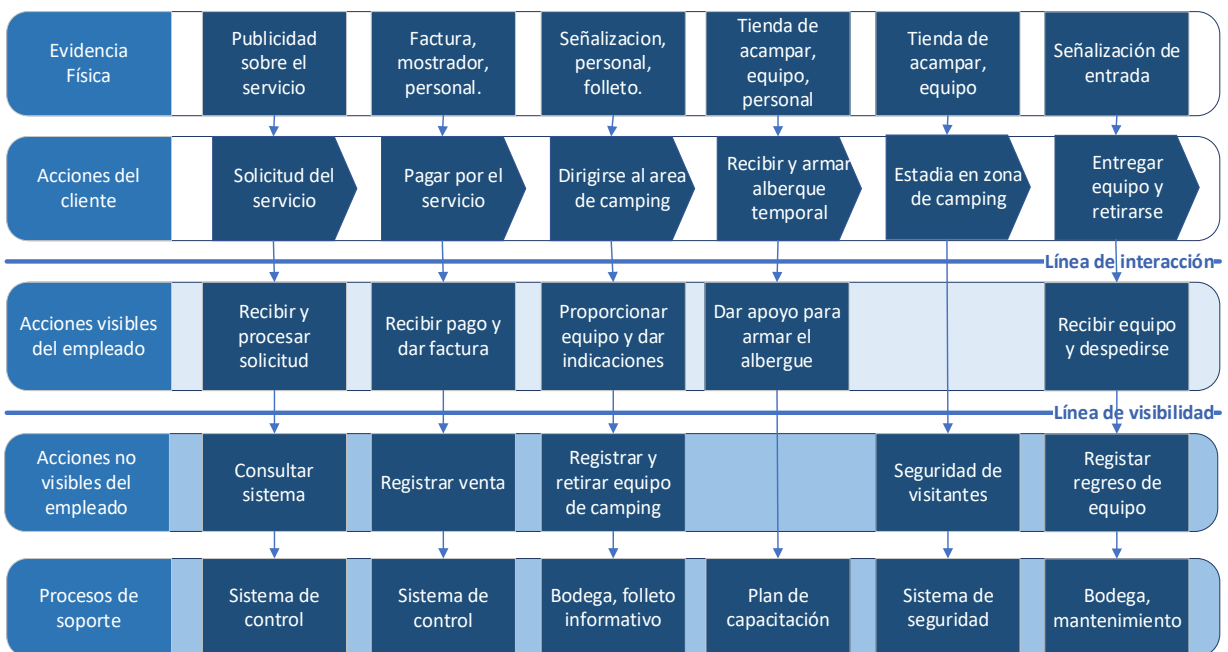 Evidencia
Física
Publicidad
sobre el
servicio
Factura,
mostrador,
personal.
Señalizacion,
personal,
folleto.
Tienda de
acampar,
equipo,
personal
Tienda de
acampar,
equipo
Señalización de
entrada
Acciones del
cliente
Solicitud del
servicio
Pagar por el
servicio
Dirigirse al area
de camping
Recibir y armar
alberque
temporal
Estadia en zona
de camping
Entregar
equipo y
retirarse
Línea de interacción
Acciones visibles
del empleado
Recibir y
procesar
solicitud
Recibir pago y
dar factura
Proporcionar
equipo y dar
indicaciones
Dar apoyo para
armar el
albergue
Recibir equipo
y despedirse
Línea de visibilidad
Acciones no
visibles del
empleado
Consultar
sistema
Registrar venta
Registrar y
retirar equipo
de camping
Seguridad de
visitantes
Registar
regreso de
equipo
Procesos de
soporte
Sistema de
control
Sistema de
control
Bodega, folleto
informativo
Plan de
capacitación
Sistema de
seguridad
Bodega,
mantenimiento